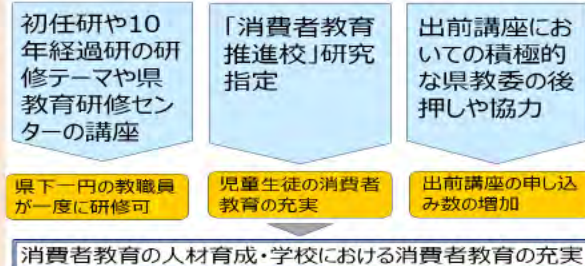 初任研や10
年経過研の研
修テーマや県
教育研修セン
ターの講座
「消費者教育
推進校」研究
指定
出前講座にお
いての積極的
な県教委の後
押しや協力
県下一円の教職員
が一度に研修可
児童生徒の消費者
教育の充実
出前講座の申し込
み数の増加
消費者教育の人材育成・学校における消費者教育の充実